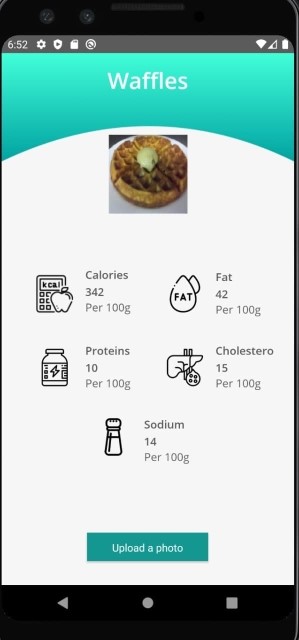 6:52
Waffles
kcal
Calories
342
Per 100g
FAT
Fat
42
Per 100g
Proteins
10
Per 100g
Cholestero
15
Per 100g
Sodium
14
Per 100g
Upload a photo